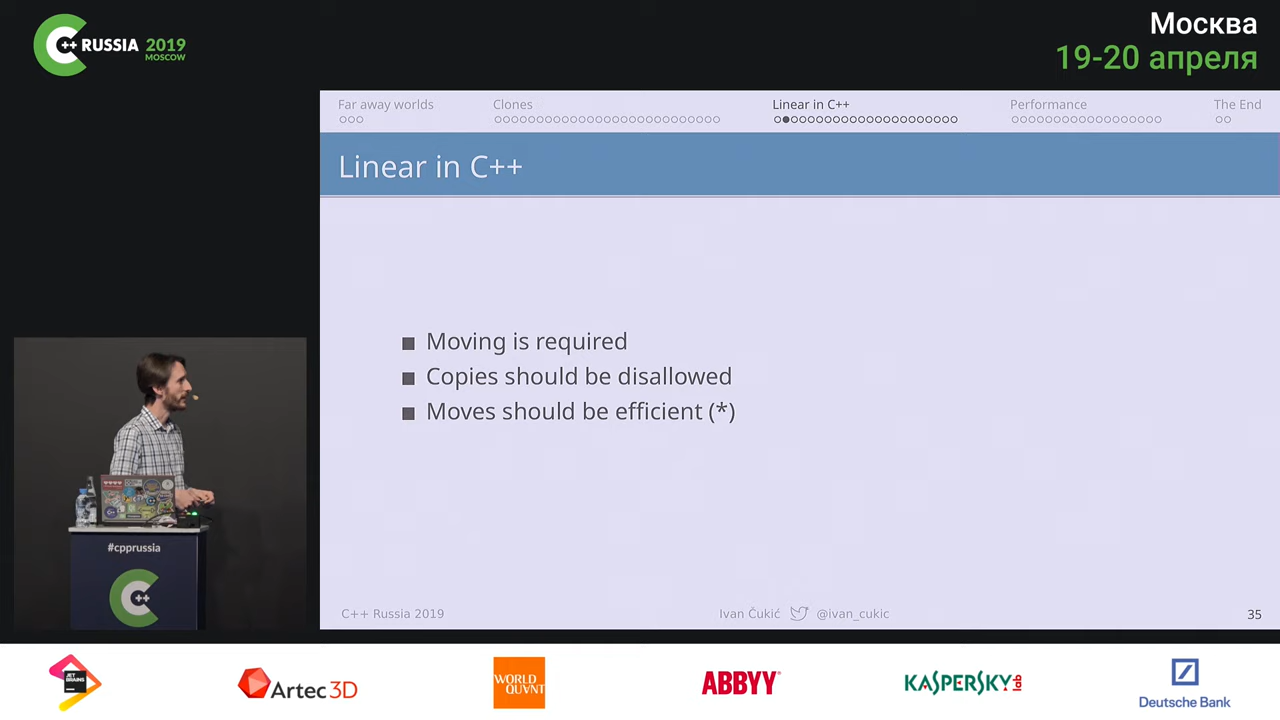 C++ RUSSIA 2019
MOSCOW
Москва
19-20 апреля
Far away worlds
Clones
Linear in C++
Performance
The End
Linear in C++
Moving is required
Copies should be disallowed
Moves should be efficient (*)
#cpprussia
C++
C++ Russia 2019
Ivan Čukić
@ivan_cukic
35
JET BRAINS
Artec 3D
WORLD QUANT
ABBYY
KASPERSKY lab
Deutsche Bank